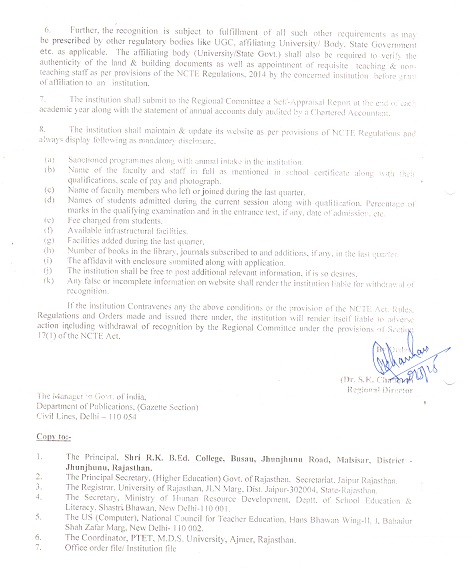 6. Further, the recognition is subject to fulfillment of all such other requirements as may
be prescribed by other regulatory bodies like UGC, affiliating University/ Body, State Government
etc. as applicable. The affiliating body (University/State Govt.) shall also be required to verify the
authenticity of the land & building documents as well as appointment of requisite teaching & non-
teaching staff as per provisions of the NCTE Regulations, 2014 by the concerned institution before grant
of affiliation to an institution.
7. The institution shall submit to the Regional Committee a Self-Appraisal Report at the end of each
academic year along with the statement of annual accounts duly audited by a Chartered Accountant.
8. The institution shall maintain & update its website as per provisions of NCTE Regulations and
always display following as mandatory disclosure.
(a) Sanctioned programmes along with annual intake in the institution.
(b) Name of the faculty and staff in full as mentioned in school certificate along with their
qualifications, scale of pay and photograph.
(c) Name of faculty members who left or joined during the last quarter.
(d) Names of students admitted during the current session along with qualification, Percentage of
marks in the qualifying examination and in the entrance test, if any, date of admission, etc.
(e) Fee charged from students.
(f) Available infrastructural facilities.
(g) Facilities added during the last quarter.
(h) Number of books in the library, journals subscribed to and additions, if any, in the last quarter.
(i) The affidavit with enclosure submitted along with application.
(j) The institution shall be free to post additional relevant information, if it so desires.
(k) Any false or incomplete information on website shall render the institution liable for withdrawal of
recognition.
If the institution Contravenes any the above conditions or the provision of the NCTE Act, Rules,
Regulations and Orders made and issued there under, the institution will render itself liable to adverse
action including withdrawal of recognition by the Regional Committee under the provisions of Section
17(1) of the NCTE Act.
(Dr. S.K.
Regional Director
The Manager to Govt. of India,
Department of Publications, (Gazette Section)
Civil Lines, Delhi - 110 054
Copy to:-
1. The Principal, Shri R.K. B.Ed. College, Busau, Jhunjhunu Road, Malsisar, District -
Jhunjhunu, Rajasthan.
2. The Principal Secretary, (Higher Education) Govt. of Rajasthan, Secretariat, Jaipur Rajasthan.
3. The Registrar, University of Rajasthan, JLN Marg, Dist. Jaipur-302004, State-Rajasthan.
4. The Secretary, Ministry of Human Resource Development, Deptt. of School Education &
Literacy, Shastri Bhawan, New Delhi-110 001.
5. The US (Computer), National Council for Teacher Education, Hans Bhawan Wing-II, 1, Bahadur
Shah Zafar Marg, New Delhi- 110 002.
6. The Coordinator, PTET, M.D.S. University, Ajmer, Rajasthan.
7. Office order file/ Institution file